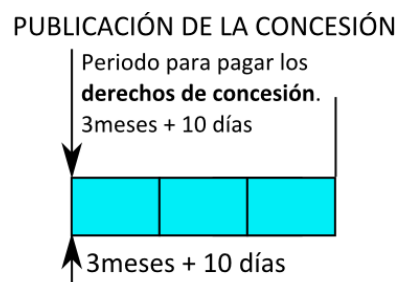 PUBLICACIÓN DE LA CONCESIÓN
Periodo para pagar los
derechos de concesión.
3meses + 10 días
3meses + 10 días